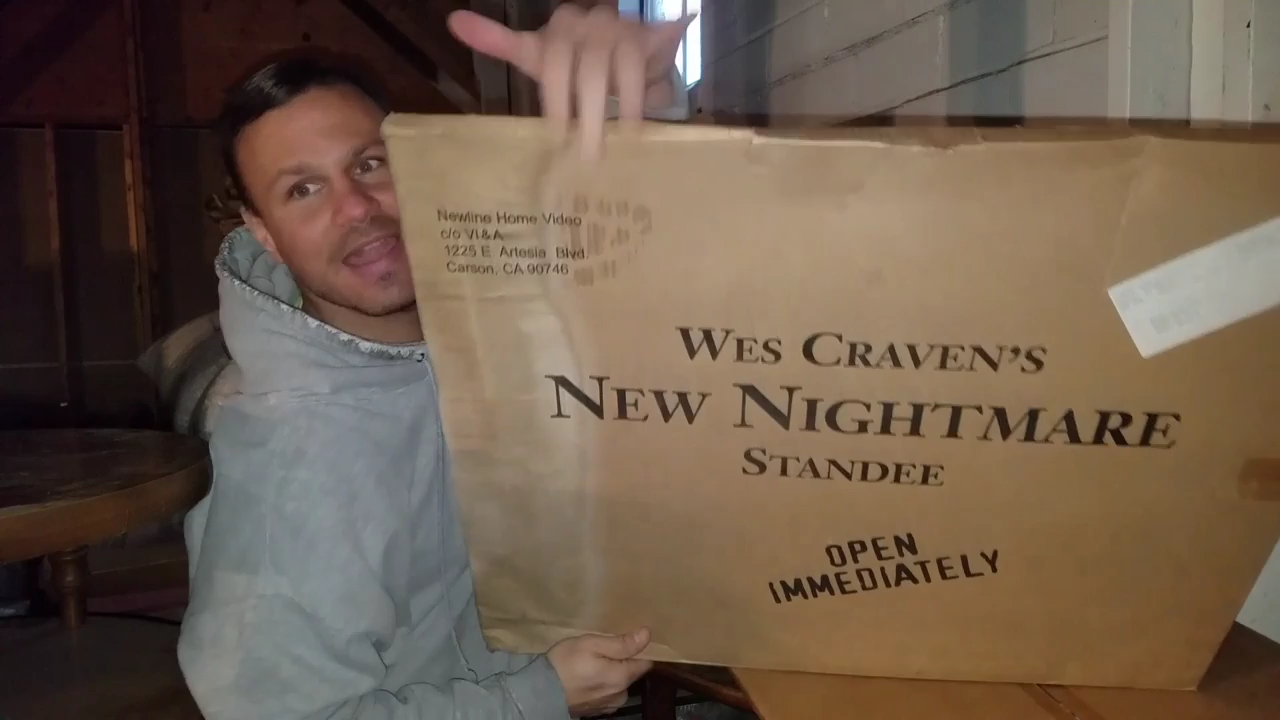 Newline Home Video
c/o VI&A
1225 E Artesia Blvd.
Carson, CA 90746
WES CRAVEN'S
NEW NIGHTMARE
STANDEE
OPEN
IMMEDIATELY